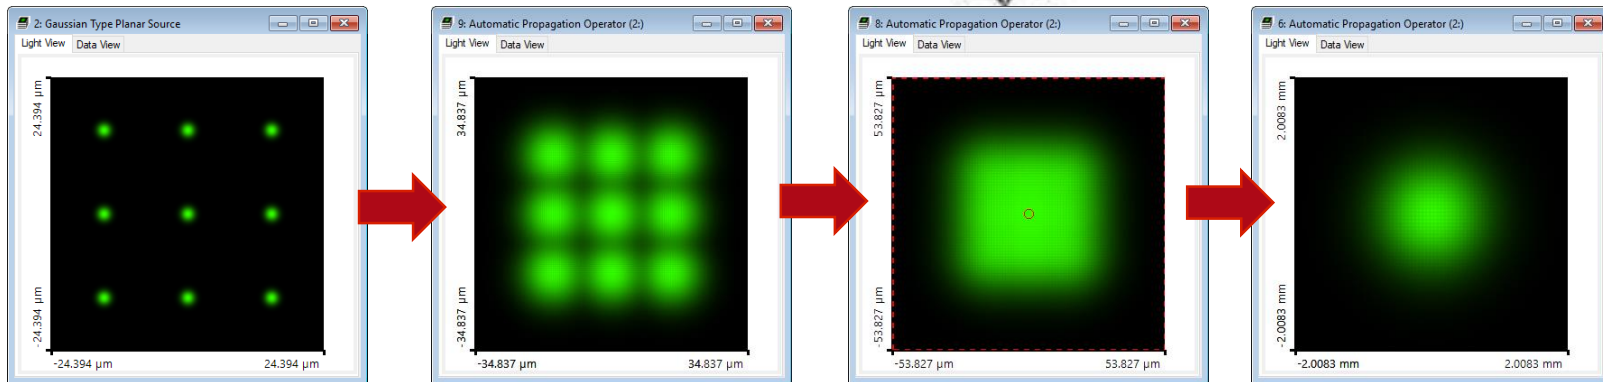 2: Gaussian Type Planar Source
Light View Data View
24.394 µm
-24.394 µm
-24.394 µm 24.394 µm
9: Automatic Propagation Operator (2:)
Light View Data View
34.837 µm
-34.837 µm
-34.837 µm 34.837 µm
8: Automatic Propagation Operator (2:)
Light View Data View
53.827 µm
-53.827 µm
-53.827 µm 53.827 µm
6: Automatic Propagation Operator (2:)
Light View Data View
2.0083 mm
-2.0083 mm
-2.0083 mm 2.0083 mm